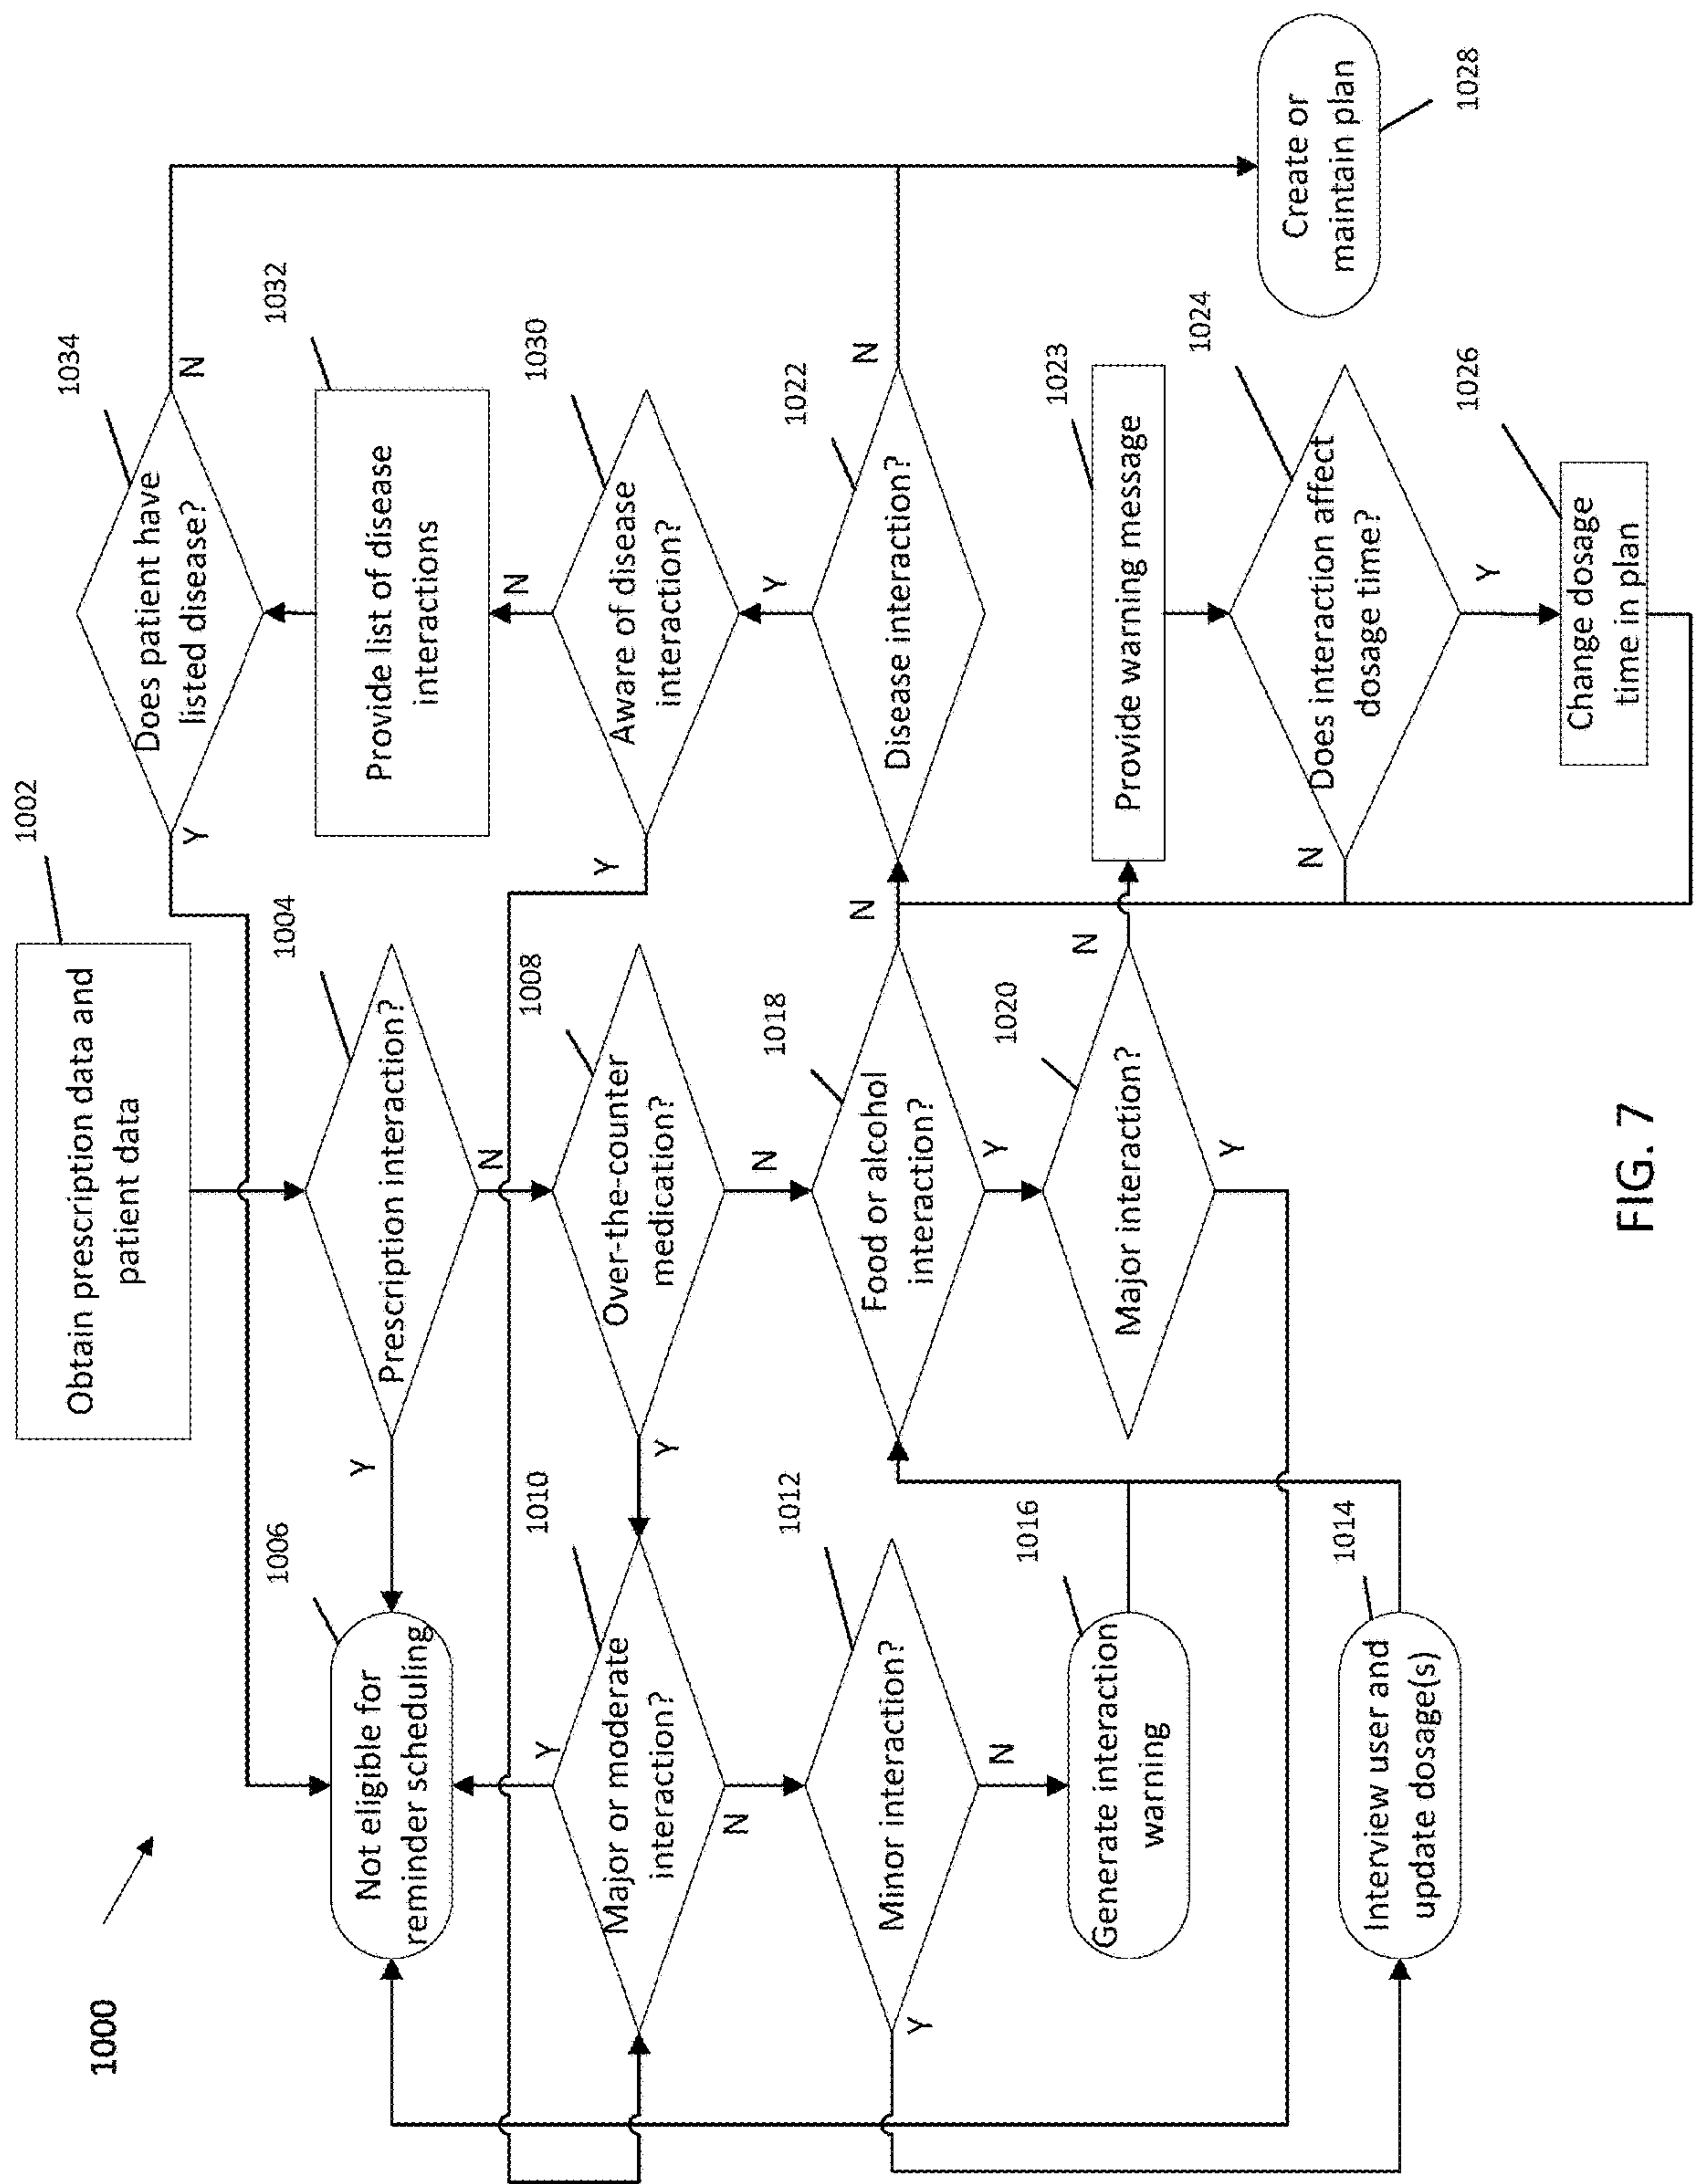 1000
1002
Obtain prescription data and
patient data
1034
Does patient have
listed disease?
Y
N
1006
Not eligible for
reminder scheduling
Y
1004
Prescription interaction?
N
1032
Provide list of disease
interactions
N
1010
Major or moderate
interaction?
Y
N
Y
1008
Over-the-counter
medication?
N
Y
1030
Aware of disease
interaction?
Y
1012
Minor interaction?
Y
N
1018
Food or alcohol
interaction?
N
Y
1022
Disease interaction?
N
1016
Generate interaction
warning
1020
Major interaction?
N
Y
1023
Provide warning message
1014
Interview user and
update dosage(s)
1024
Does interaction affect
dosage time?
N
Y
Create or
maintain plan
1028
1026
Change dosage
time in plan
FIG. 7